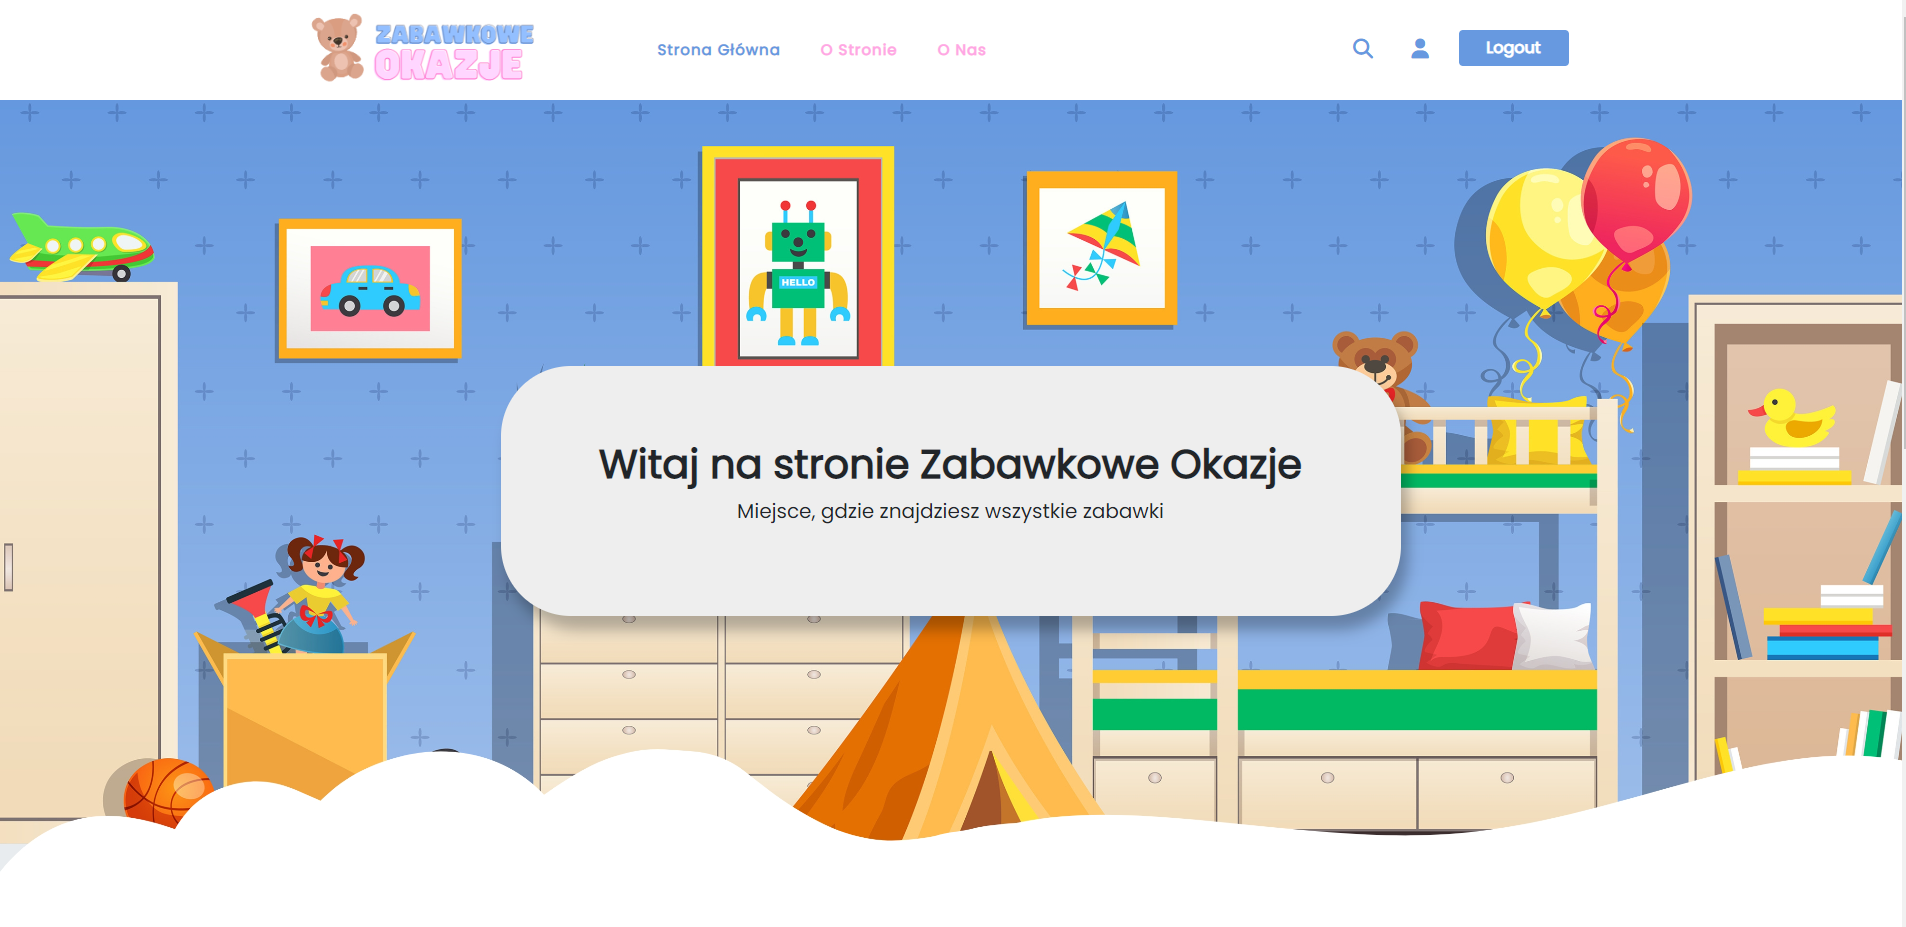 ZABAWKOWE
OKAZJE
Strona Główna
O Stronie
O Nas
Logout
HELLO
Witaj na stronie Zabawkowe Okazje
Miejsce, gdzie znajdziesz wszystkie zabawki